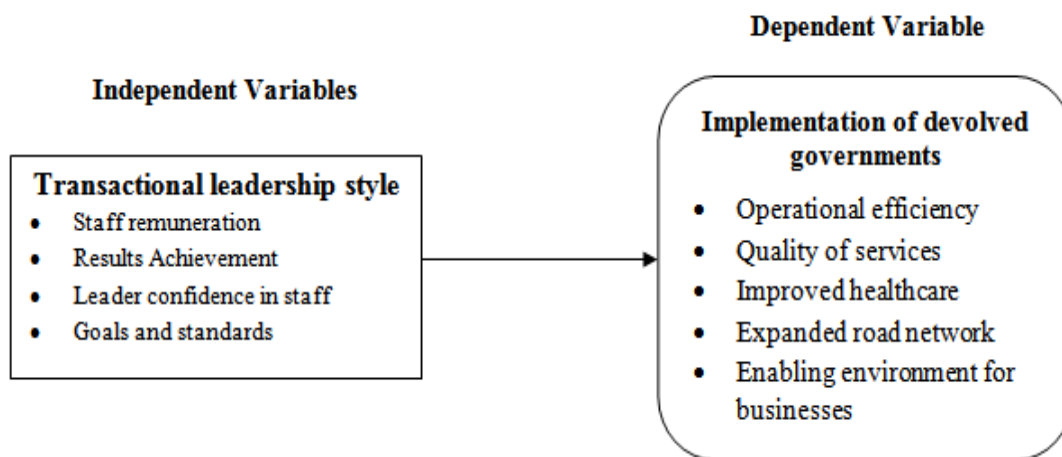 Independent Variables
Transactional leadership style
• Staff remuneration
• Results Achievement
• Leader confidence in staff
• Goals and standards
Dependent Variable
Implementation of devolved
governments
• Operational efficiency
• Quality of services
• Improved healthcare
• Expanded road network
• Enabling environment for
businesses